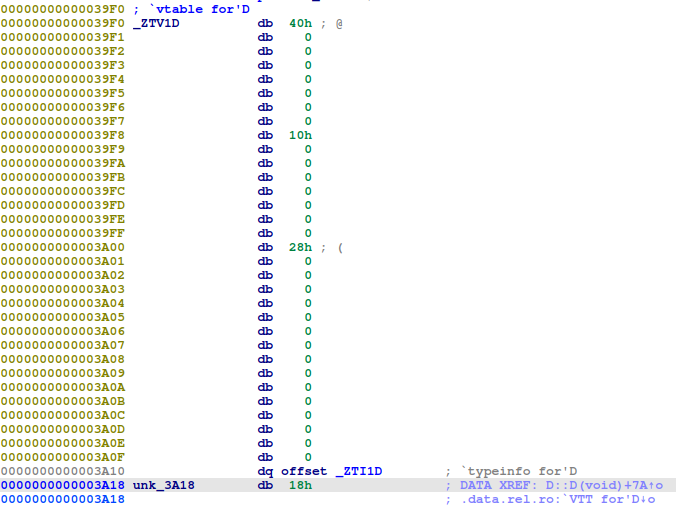 00000000000039F0 ; `vtable for'D
00000000000039F0 _ZTV1D db 40h ; @
00000000000039F1 db 0
00000000000039F2 db 0
00000000000039F3 db 0
00000000000039F4 db 0
00000000000039F5 db 0
00000000000039F6 db 0
00000000000039F7 db 0
00000000000039F8 db 10h
00000000000039F9 db 0
00000000000039FA db 0
00000000000039FB db 0
00000000000039FC db 0
00000000000039FD db 0
00000000000039FE db 0
00000000000039FF db 0
0000000000003A00 db 28h ; (
0000000000003A01 db 0
0000000000003A02 db 0
0000000000003A03 db 0
0000000000003A04 db 0
0000000000003A05 db 0
0000000000003A06 db 0
0000000000003A07 db 0
0000000000003A08 db 0
0000000000003A09 db 0
0000000000003A0A db 0
0000000000003A0B db 0
0000000000003A0C db 0
0000000000003A0D db 0
0000000000003A0E db 0
0000000000003A0F db 0
0000000000003A10 dq offset _ZTI1D ; `typeinfo for'D
0000000000003A18 unk_3A18 db 18h ; DATA XREF: D::D(void)+7A↑o
0000000000003A18 ; .data.rel.ro:`VTT for'D↓o